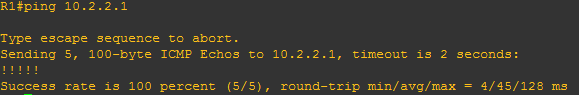 R1#ping 10.2.2.1
Type escape sequence to abort.
Sending 5, 100-byte ICMP Echos to 10.2.2.1, timeout is 2 seconds:
!!!!!
Success rate is 100 percent (5/5), round-trip min/avg/max = 4/45/128 ms